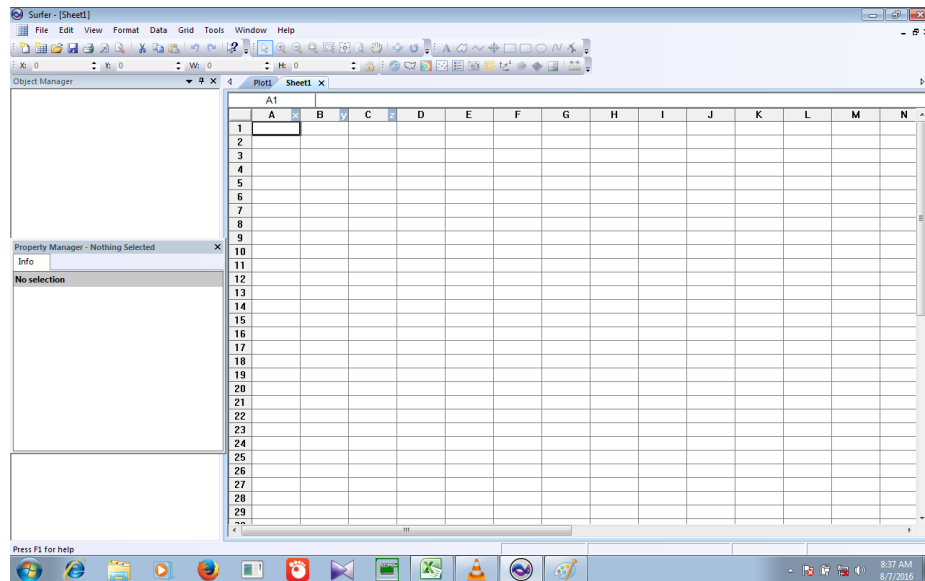 Surfer - [Sheet1]
File Edit View Format Data Grid Tools Window Help
X: 0 Y: 0 W: 0 H: 0
Object Manager
Plot1 Sheet1
A1
A x B y C z D E F G H I J K L M N
1
2
3
4
5
6
7
8
9
10
11
12
13
14
15
16
17
18
19
20
21
22
23
24
25
26
27
28
29
Property Manager - Nothing Selected
Info
No selection
Press F1 for help
8:37 AM
8/7/2016